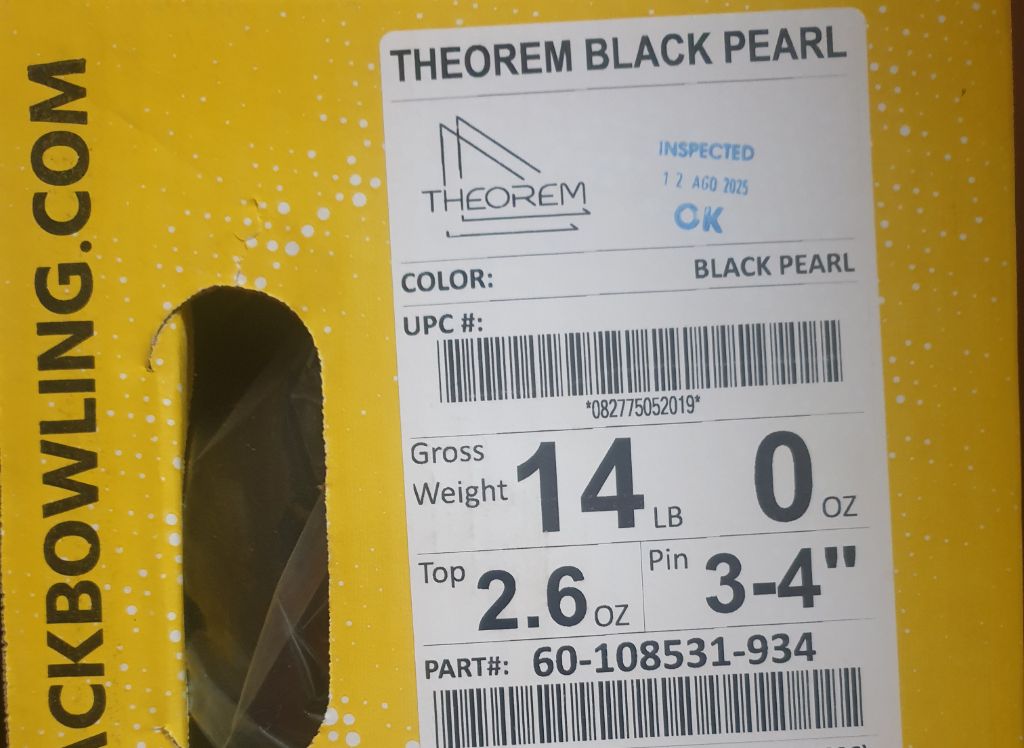 ACKBOWLING.COM
THEOREM BLACK PEARL
THEOREM
INSPECTED
12 AGO 2025
OK
COLOR: BLACK PEARL
UPC #:
*082775052019*
Gross Weight 14 LB 0 OZ
Top 2.6 OZ Pin 3-4"
PART#: 60-108531-934